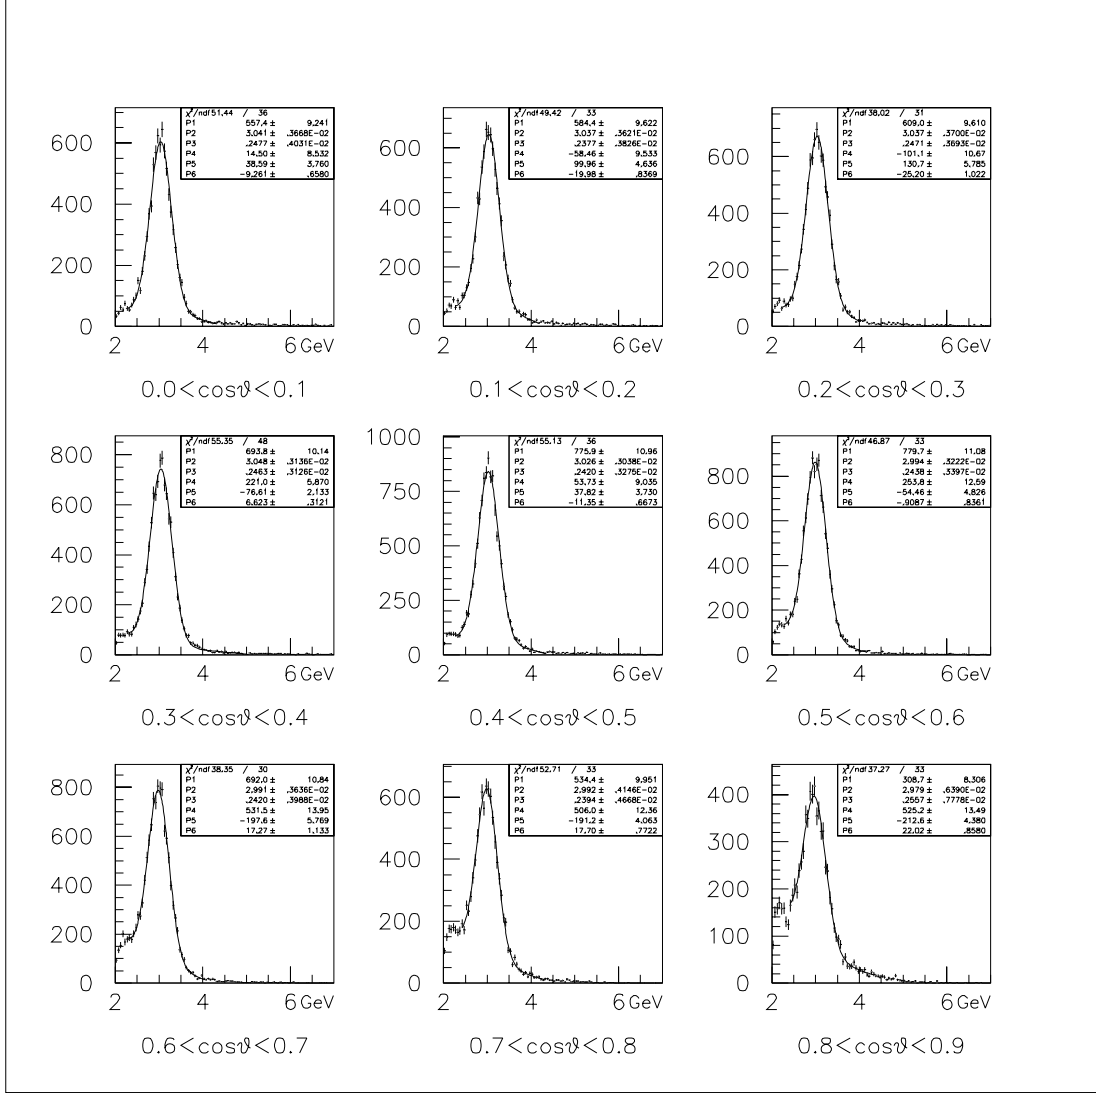 χ²/ndf 51.44 / 36
P1 557.4 ± 9.241
P2 3.041 ± .3668E-02
P3 .2477 ± .4031E-02
P4 14.50 ± 8.532
P5 38.59 ± 3.760
P6 -9.261 ± .6580
600
400
200
0
2 4 6 GeV
0.0<cosϑ<0.1
χ²/ndf 49.42 / 33
P1 584.4 ± 9.622
P2 3.037 ± .3621E-02
P3 .2377 ± .3826E-02
P4 -58.46 ± 9.533
P5 99.96 ± 4.636
P6 -19.98 ± .8369
600
400
200
0
2 4 6 GeV
0.1<cosϑ<0.2
χ²/ndf 38.02 / 31
P1 609.0 ± 9.610
P2 3.037 ± .3700E-02
P3 .2471 ± .3693E-02
P4 -101.1 ± 10.67
P5 130.7 ± 5.785
P6 -25.20 ± 1.022
600
400
200
0
2 4 6 GeV
0.2<cosϑ<0.3
χ²/ndf 55.35 / 48
P1 693.8 ± 10.14
P2 3.048 ± .3136E-02
P3 .2463 ± .3126E-02
P4 221.0 ± 5.870
P5 -76.61 ± 2.133
P6 6.623 ± .3121
800
600
400
200
0
2 4 6 GeV
0.3<cosϑ<0.4
χ²/ndf 55.13 / 36
P1 775.9 ± 10.96
P2 3.026 ± .3038E-02
P3 .2420 ± .3275E-02
P4 53.73 ± 9.035
P5 37.82 ± 3.730
P6 -11.35 ± .6673
1000
750
500
250
0
2 4 6 GeV
0.4<cosϑ<0.5
χ²/ndf 46.87 / 33
P1 779.7 ± 11.08
P2 2.994 ± .3222E-02
P3 .2438 ± .3397E-02
P4 253.8 ± 12.59
P5 -54.46 ± 4.826
P6 -.9087 ± .8361
800
600
400
200
0
2 4 6 GeV
0.5<cosϑ<0.6
χ²/ndf 38.35 / 30
P1 692.0 ± 10.84
P2 2.991 ± .3636E-02
P3 .2420 ± .3988E-02
P4 531.5 ± 13.95
P5 -197.6 ± 5.769
P6 17.27 ± 1.133
800
600
400
200
0
2 4 6 GeV
0.6<cosϑ<0.7
χ²/ndf 52.71 / 33
P1 534.4 ± 9.951
P2 2.992 ± .4146E-02
P3 .2394 ± .4668E-02
P4 506.0 ± 12.36
P5 -191.2 ± 4.063
P6 17.70 ± .7722
600
400
200
0
2 4 6 GeV
0.7<cosϑ<0.8
χ²/ndf 37.27 / 33
P1 308.7 ± 8.306
P2 2.979 ± .6390E-02
P3 .2557 ± .7778E-02
P4 525.2 ± 13.49
P5 -212.6 ± 4.380
P6 22.02 ± .8580
400
300
200
100
0
2 4 6 GeV
0.8<cosϑ<0.9